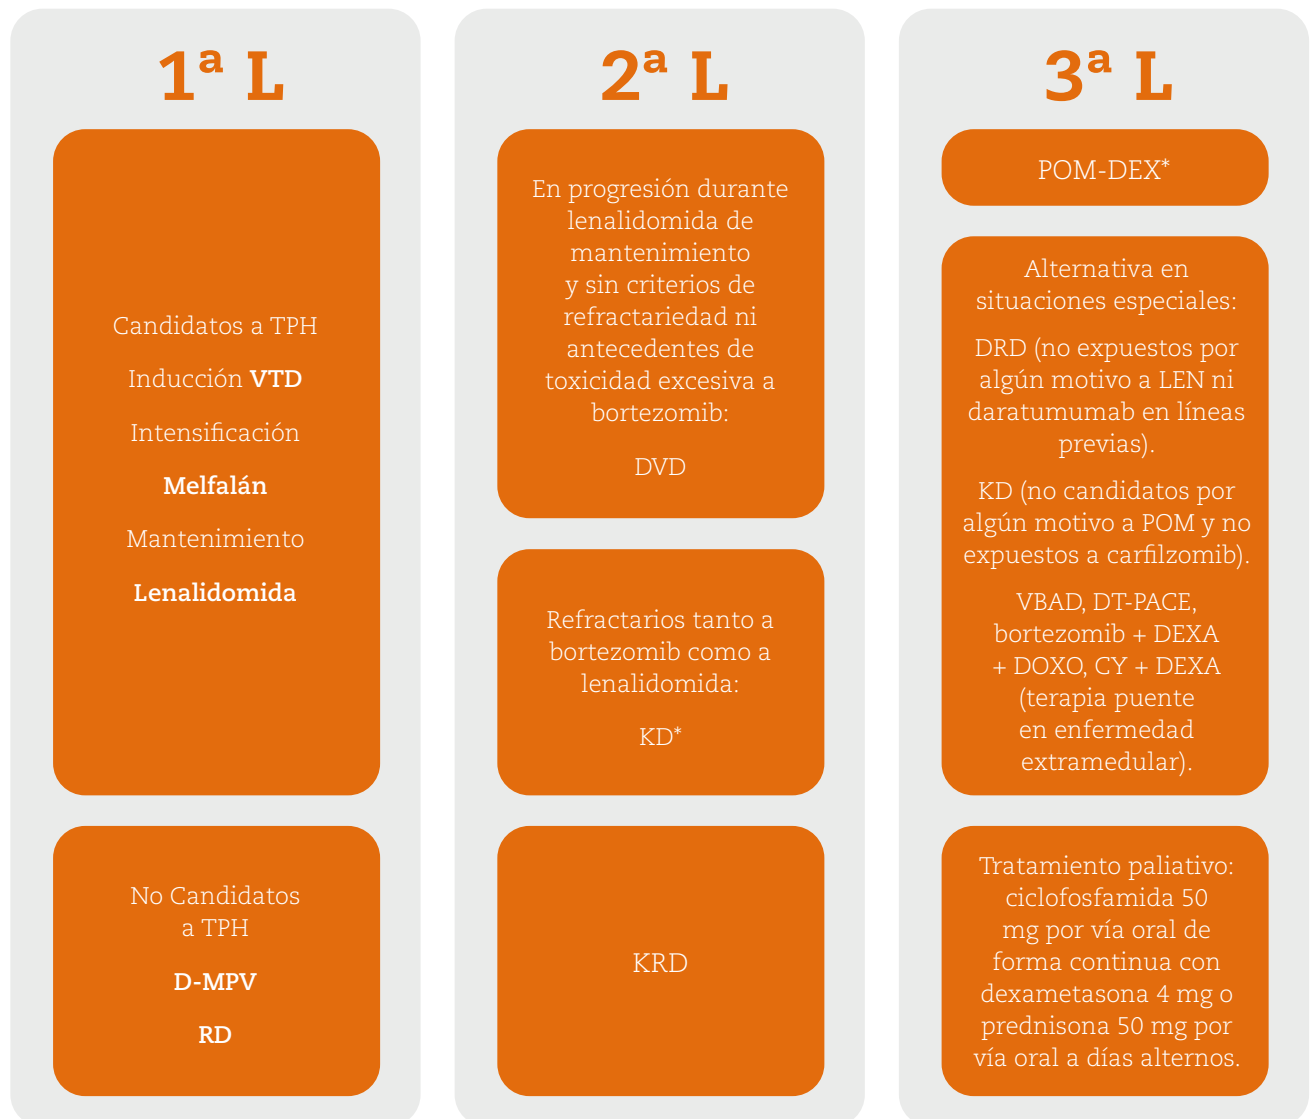 1ª L
Candidatos a TPH
Inducción VTD
Intensificación
Melfalán
Mantenimiento
Lenalidomida
No Candidatos
a TPH
D-MPV
RD
2ª L
En progresión durante
lenalidomida de
mantenimiento
y sin criterios de
refractariedad ni
antecedentes de
toxicidad excesiva a
bortezomib:
DVD
Refractarios tanto a
bortezomib como a
lenalidomida:
KD*
KRD
3ª L
POM-DEX*
Alternativa en
situaciones especiales:
DRD (no expuestos por
algún motivo a LEN ni
daratumumab en líneas
previas).
KD (no candidatos por
algún motivo a POM y no
expuestos a carfilzomib).
VBAD, DT-PACE,
bortezomib + DEXA
+ DOXO, CY + DEXA
(terapia puente
en enfermedad
extramedular).
Tratamiento paliativo:
ciclofosfamida 50
mg por vía oral de
forma continua con
dexametasona 4 mg o
prednisona 50 mg por
vía oral a días alternos.